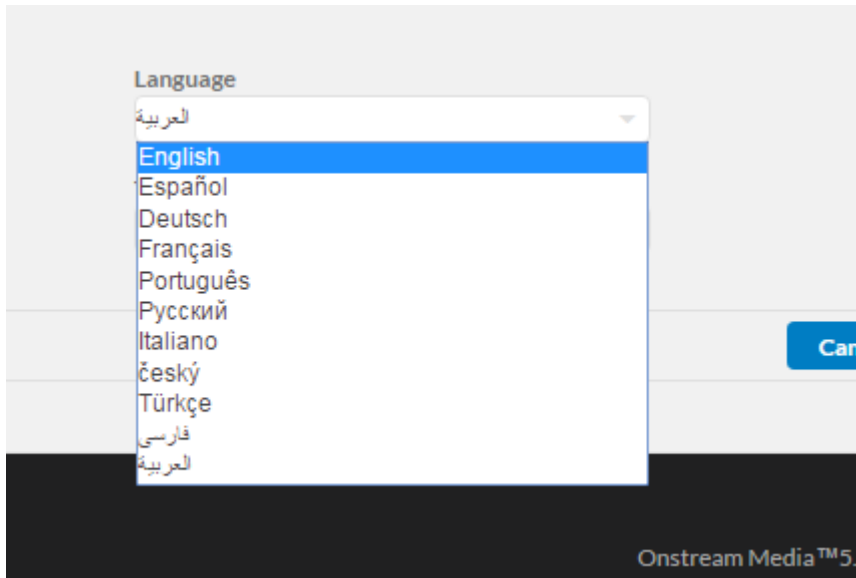 Language
العربية
English
Español
Deutsch
Français
Português
Русский
Italiano
český
Türkçe
فارسی
العربية
Onstream Media™5.